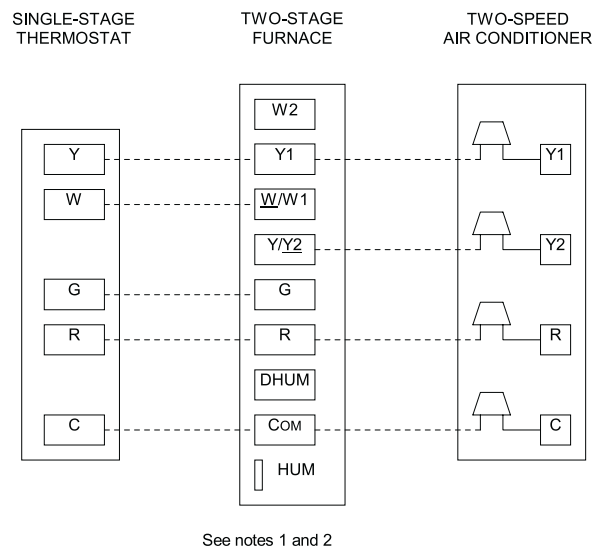 SINGLE-STAGE
THERMOSTAT
TWO-STAGE
FURNACE
TWO-SPEED
AIR CONDITIONER
W2
Y
Y1
Y1
W
W/W1
Y/Y2
Y2
G
G
R
R
R
DHUM
C
COM
C
HUM
See notes 1 and 2